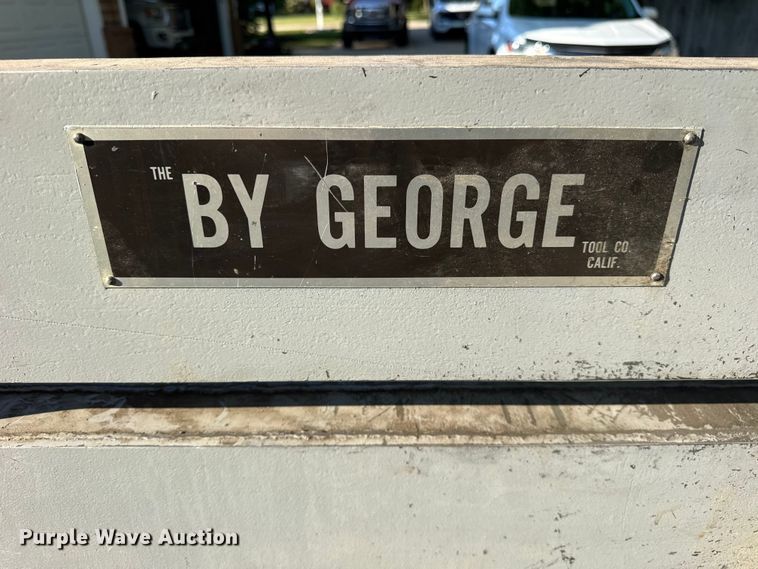 THE BY GEORGE TOOL CO.
CALIF.
Purple Wave Auction